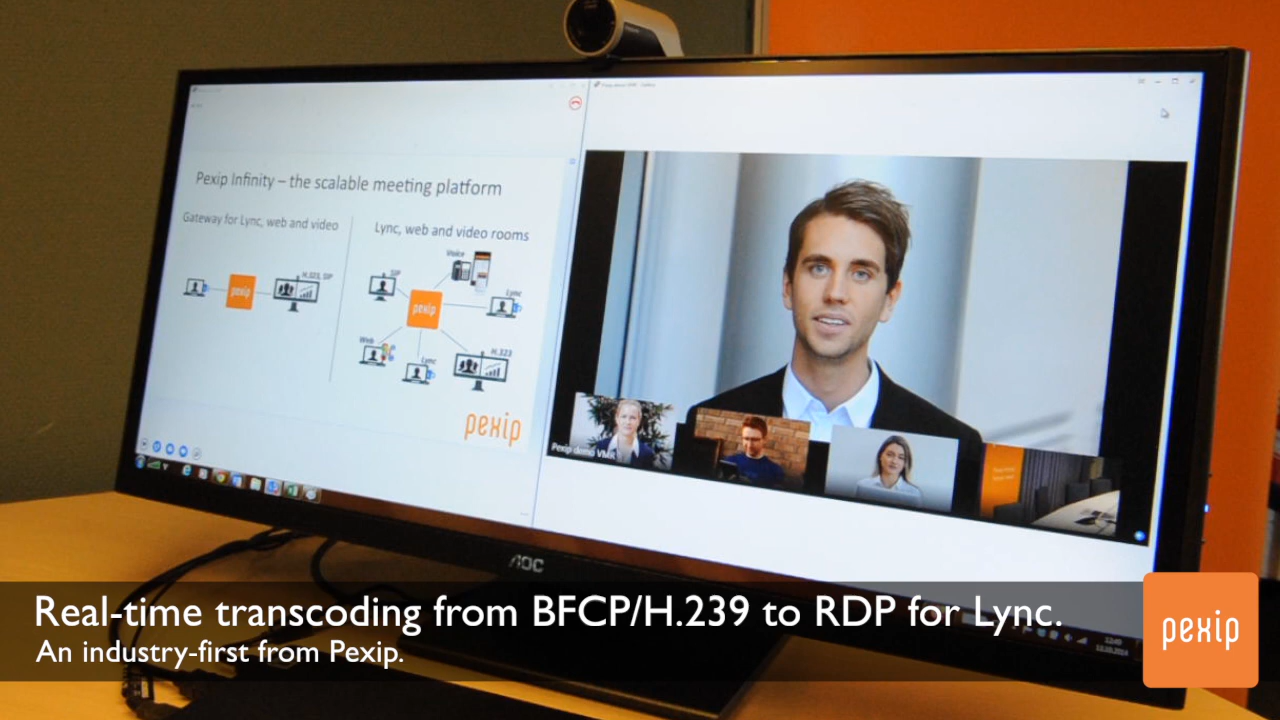 Pexip Infinity – the scalable meeting platform
Gateway for Lync, web and video
Lync, web and video rooms
Voice
SIP
H.323, SIP
pexip
pexip
Lync
Web
Lync
H.323
pexip
Pexip demo VMR
AOC
Real-time transcoding from BFCP/H.239 to RDP for Lync.
An industry-first from Pexip.
pexip